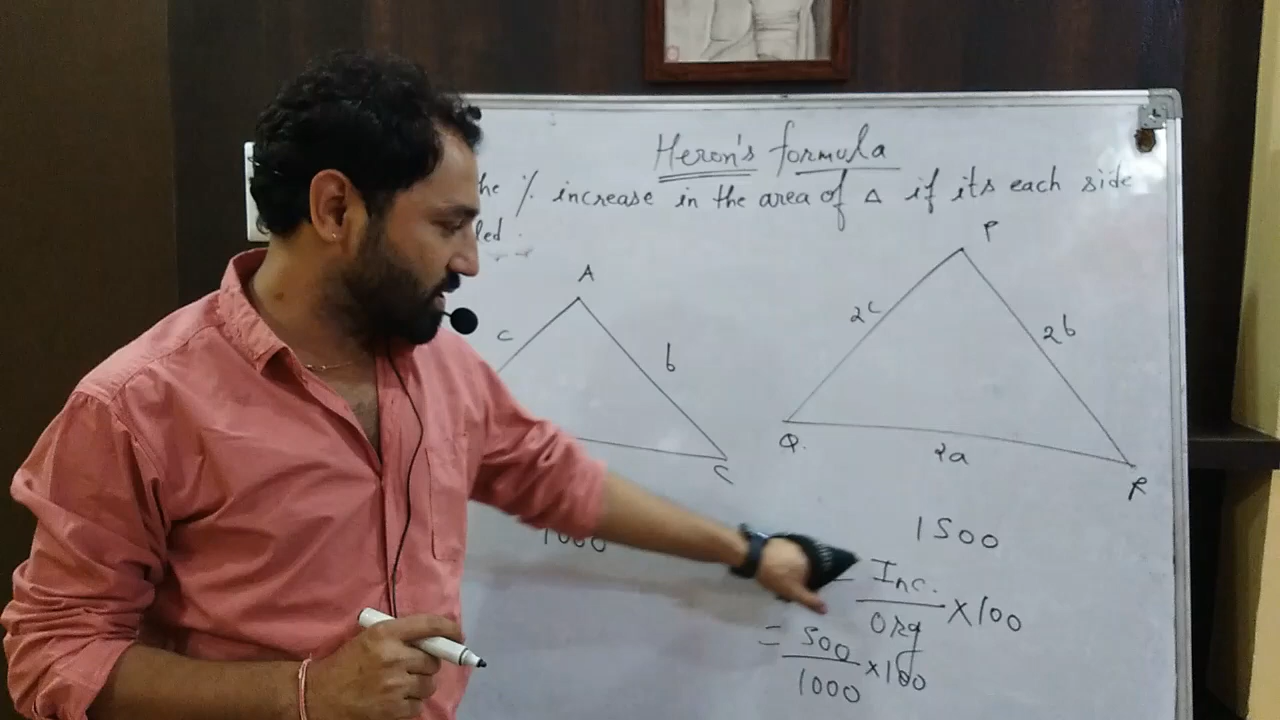 Heron's formula
he % increase in the area of △ if its each side
led.
A
P
c
b
2c
2b
C
Q.
2a
R
1000
1500
= Inc. / Org × 100
= 500 / 1000 × 100